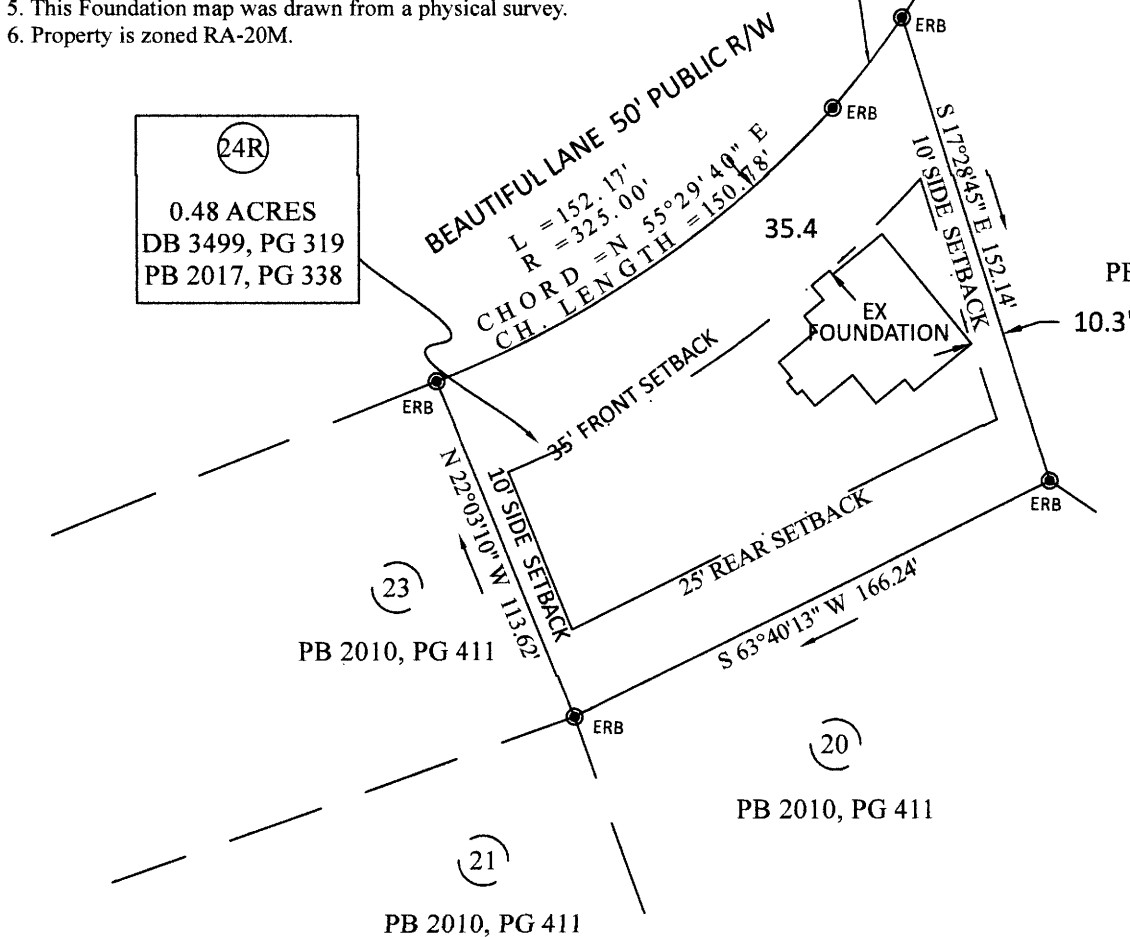 5. This Foundation map was drawn from a physical survey.
6. Property is zoned RA-20M.
ERB
ERB
BEAUTIFUL LANE 50' PUBLIC R/W
L =152.17'
R =325.00'
CHORD =N 55°29'40" E
CH. LENGTH =150.78'
24R
0.48 ACRES
DB 3499, PG 319
PB 2017, PG 338
S 17°28'45" E 152.14'
10' SIDE SETBACK
35.4
PB
10.3'
EX
FOUNDATION
35' FRONT SETBACK
ERB
N 22°03'10" W 113.62'
10' SIDE SETBACK
25' REAR SETBACK
ERB
S 63°40'13" W 166.24'
23
PB 2010, PG 411
ERB
20
PB 2010, PG 411
21
PB 2010, PG 411